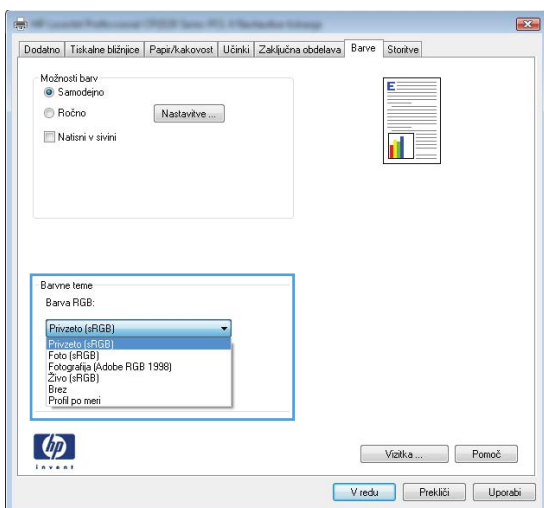 Dodatno Tiskalne bližnjice Papir/kakovost Učinki Zaključna obdelava Barve Storitve
Možnosti barv
Samodejno
Ročno Nastavitve ...
Natisni v sivini
E
Barvne teme
Barva RGB:
Privzeto (sRGB)
Privzeto (sRGB)
Foto (sRGB)
Fotografija (Adobe RGB 1998)
Živo (sRGB)
Brez
Profil po meri
hp
invent
Vizitka ... Pomoč
V redu Prekliči Uporabi